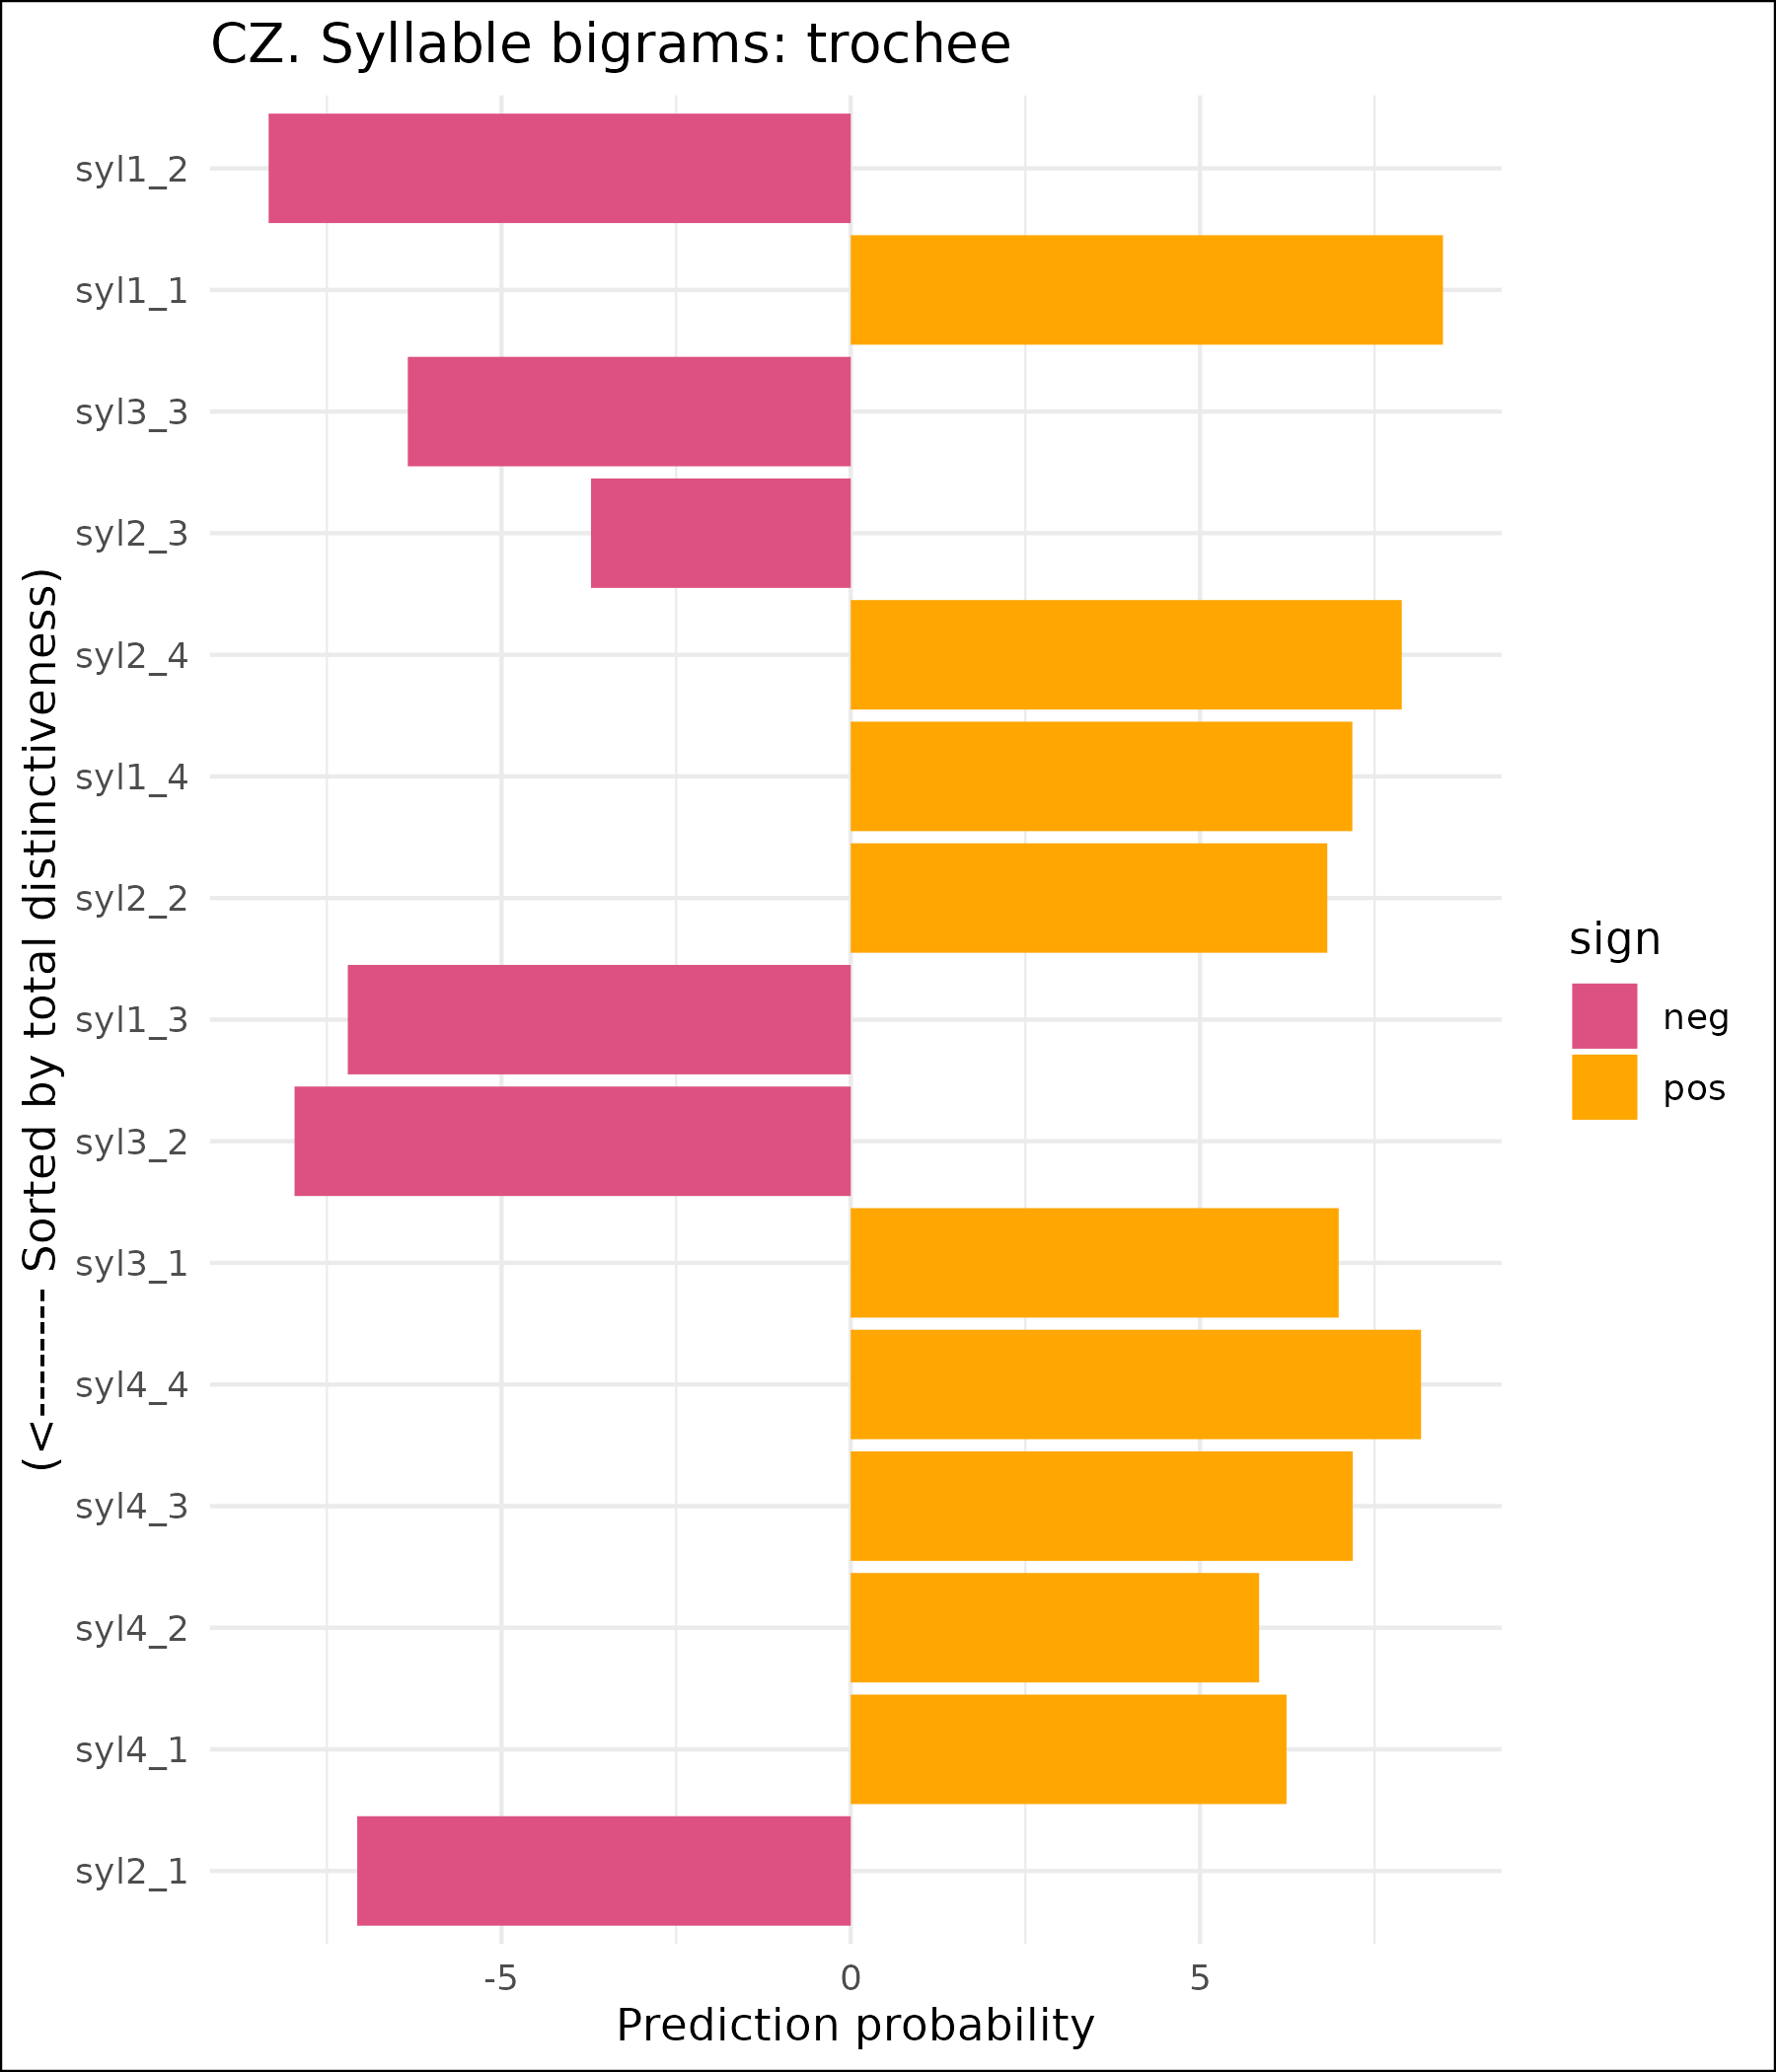 CZ. Syllable bigrams: trochee
(<-------- Sorted by total distinctiveness)
syl1_2
syl1_1
syl3_3
syl2_3
syl2_4
syl1_4
syl2_2
syl1_3
syl3_2
syl3_1
syl4_4
syl4_3
syl4_2
syl4_1
syl2_1
-5
0
5
Prediction probability
sign
neg
pos